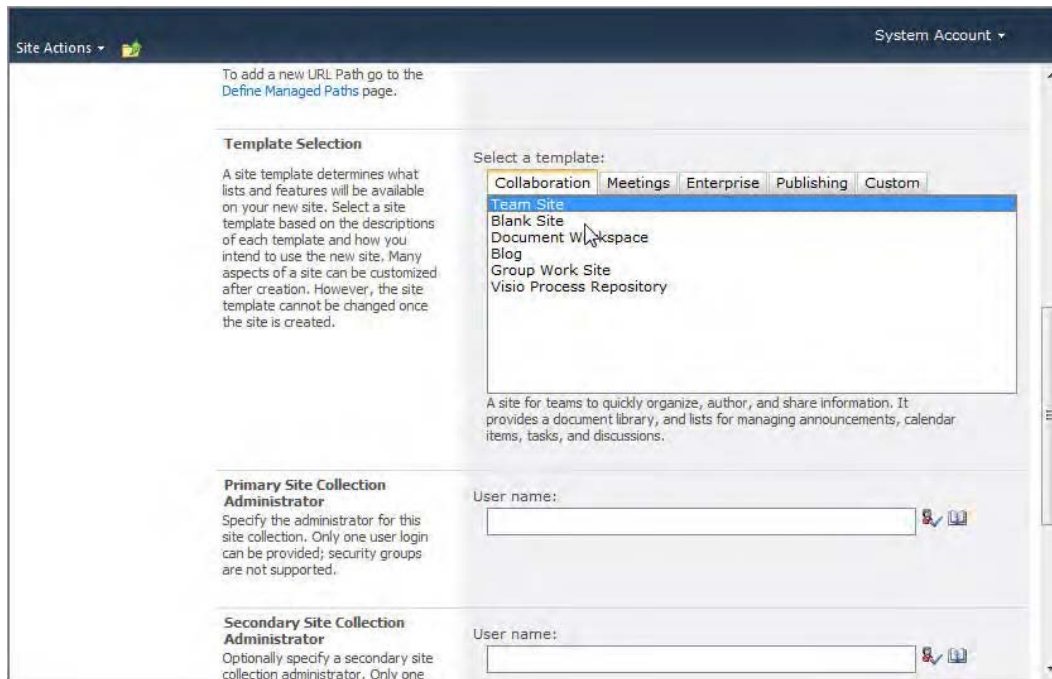 System Account
Site Actions
To add a new URL Path go to the
Define Managed Paths page.
Template Selection
A site template determines what
lists and features will be available
on your new site. Select a site
template based on the descriptions
of each template and how you
intend to use the new site. Many
aspects of a site can be customized
after creation. However, the site
template cannot be changed once
the site is created.
Select a template:
Collaboration Meetings Enterprise Publishing Custom
Team Site
Blank Site
Document Workspace
Blog
Group Work Site
Visio Process Repository
A site for teams to quickly organize, author, and share information. It
provides a document library, and lists for managing announcements, calendar
items, tasks, and discussions.
Primary Site Collection
Administrator
Specify the administrator for this
site collection. Only one user login
can be provided; security groups
are not supported.
User name:
Secondary Site Collection
Administrator
Optionally specify a secondary site
collection administrator. Only one
User name: